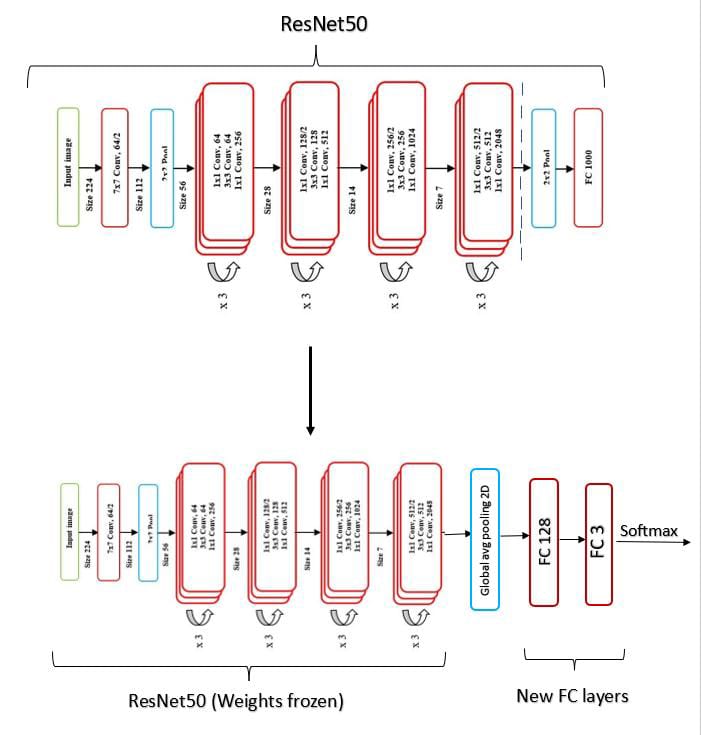 ResNet50
Input image
Size 224
7x7 Conv, 64/2
Size 112
2x2 Pool
Size 56
1x1 Conv, 64
3x3 Conv, 64
1x1 Conv, 256
x 3
Size 28
1x1 Conv, 128/2
3x3 Conv, 128
1x1 Conv, 512
x 3
Size 14
1x1 Conv, 256/2
3x3 Conv, 256
1x1 Conv, 1024
x 3
Size 7
1x1 Conv, 512/2
3x3 Conv, 512
1x1 Conv, 2048
x 3
2x2 Pool
FC 1000
Input image
Size 224
7x7 Conv, 64/2
Size 112
2x2 Pool
Size 56
1x1 Conv, 64
3x3 Conv, 64
1x1 Conv, 256
x 3
Size 28
1x1 Conv, 128/2
3x3 Conv, 128
1x1 Conv, 512
x 3
Size 14
1x1 Conv, 256/2
3x3 Conv, 256
1x1 Conv, 1024
x 3
Size 7
1x1 Conv, 512/2
3x3 Conv, 512
1x1 Conv, 2048
x 3
Global avg pooling 2D
FC 128
FC 3
Softmax
ResNet50 (Weights frozen)
New FC layers